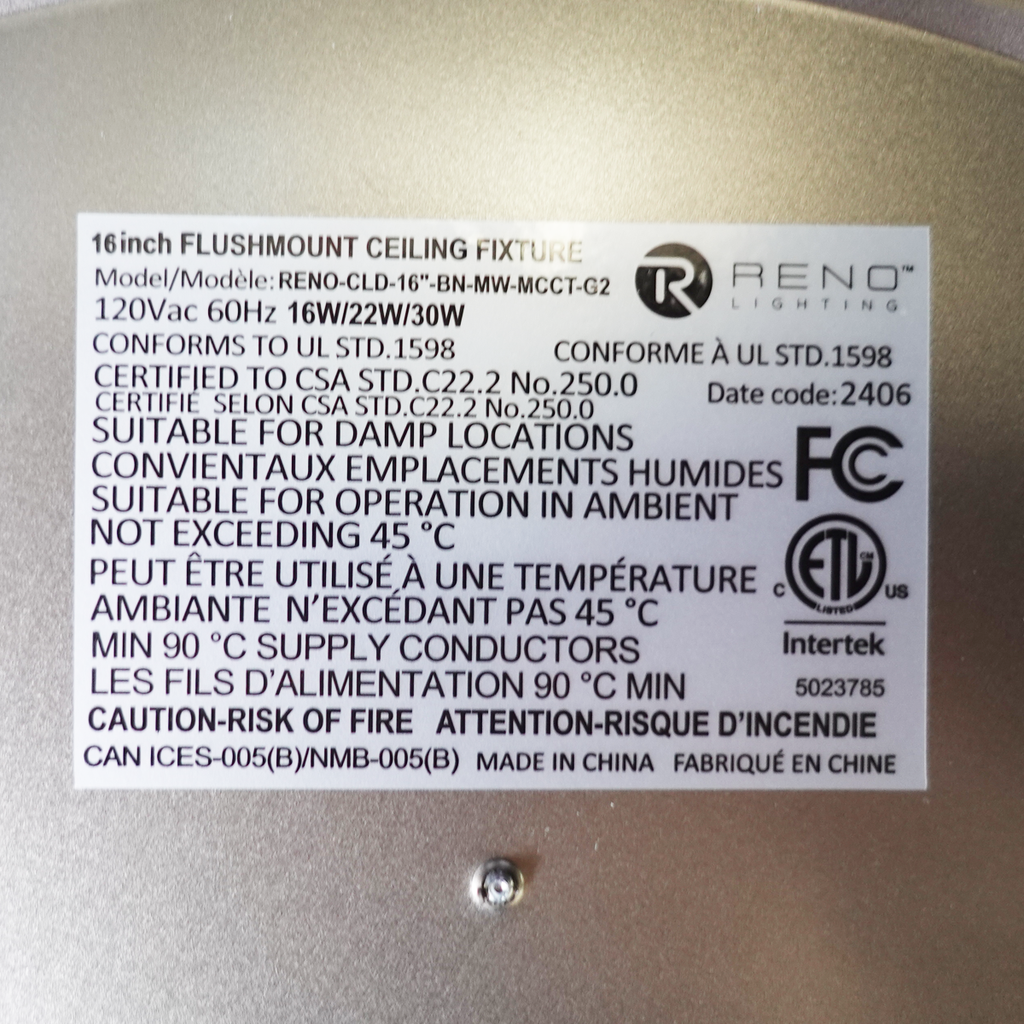 16inch FLUSHMOUNT CEILING FIXTURE
Model/Modèle: RENO-CLD-16"-BN-MW-MCCT-G2
R RENO™
LIGHTING
120Vac 60Hz 16W/22W/30W
CONFORMS TO UL STD.1598 CONFORME À UL STD.1598
CERTIFIED TO CSA STD.C22.2 No.250.0
Date code:2406
CERTIFIE SELON CSA STD.C22.2 No.250.0
SUITABLE FOR DAMP LOCATIONS
CONVIENTAUX EMPLACEMENTS HUMIDES
FC
SUITABLE FOR OPERATION IN AMBIENT
NOT EXCEEDING 45 °C
PEUT ÊTRE UTILISÉ À UNE TEMPÉRATURE
AMBIANTE N'EXCÉDANT PAS 45 °C
ETL CM
LISTED
C US
MIN 90 °C SUPPLY CONDUCTORS
Intertek
LES FILS D'ALIMENTATION 90 °C MIN
5023785
CAUTION-RISK OF FIRE ATTENTION-RISQUE D'INCENDIE
CAN ICES-005(B)/NMB-005(B) MADE IN CHINA FABRIQUÉ EN CHINE